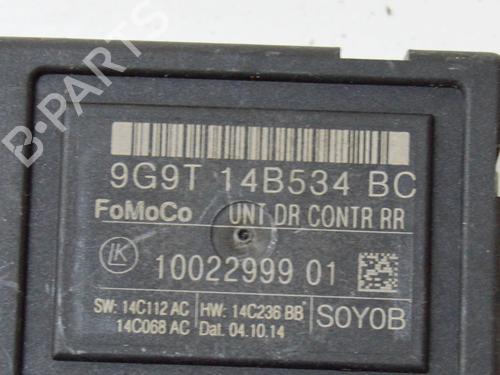 B-PARTS
9G9T 14B534 BC
FoMoCo UNT DR CONTR RR
LK 10022999 01
SW: 14C112 AC HW: 14C236 BB S0Y0B
14C068 AC Dat. 04.10.14